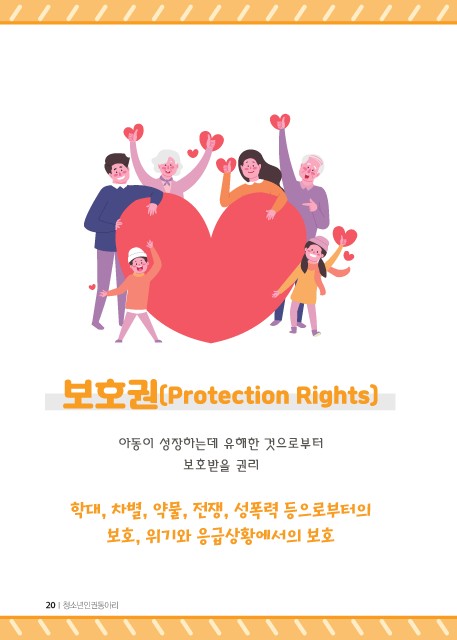 보호권(Protection Rights)
아동이 성장하는데 유해한 것으로부터
보호받을 권리
학대, 차별, 약물, 전쟁, 성폭력 등으로부터의
보호, 위기와 응급상황에서의 보호
20 | 청소년인권동아리